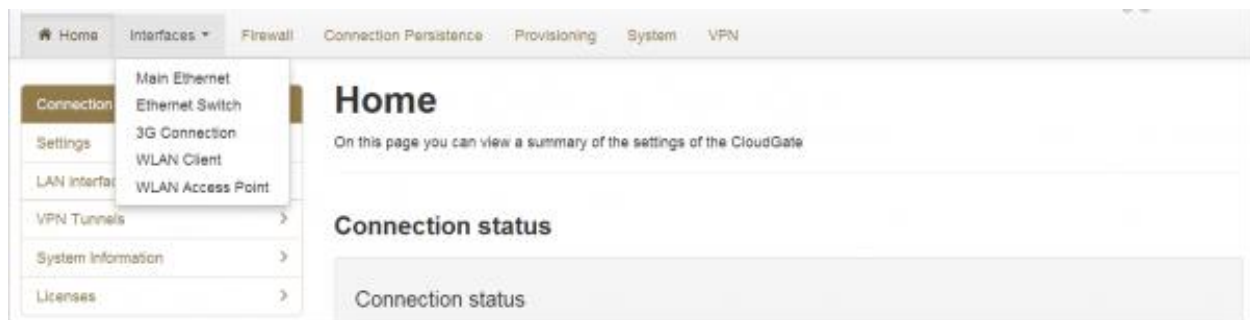 Home Interfaces Firewall Connection Persistence Provisioning System VPN
Main Ethernet
Ethernet Switch
3G Connection
WLAN Client
WLAN Access Point
Connection
Settings
LAN
VPN Tunnels
System Information
Licenses
Home
On this page you can view a summary of the settings of the CloudGate
Connection status
Connection status